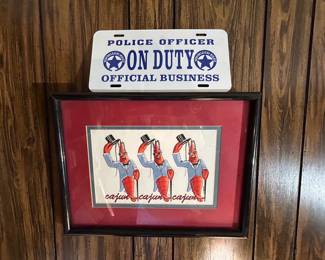 POLICE OFFICER
ON DUTY
OFFICIAL BUSINESS
cajun cajun cajun